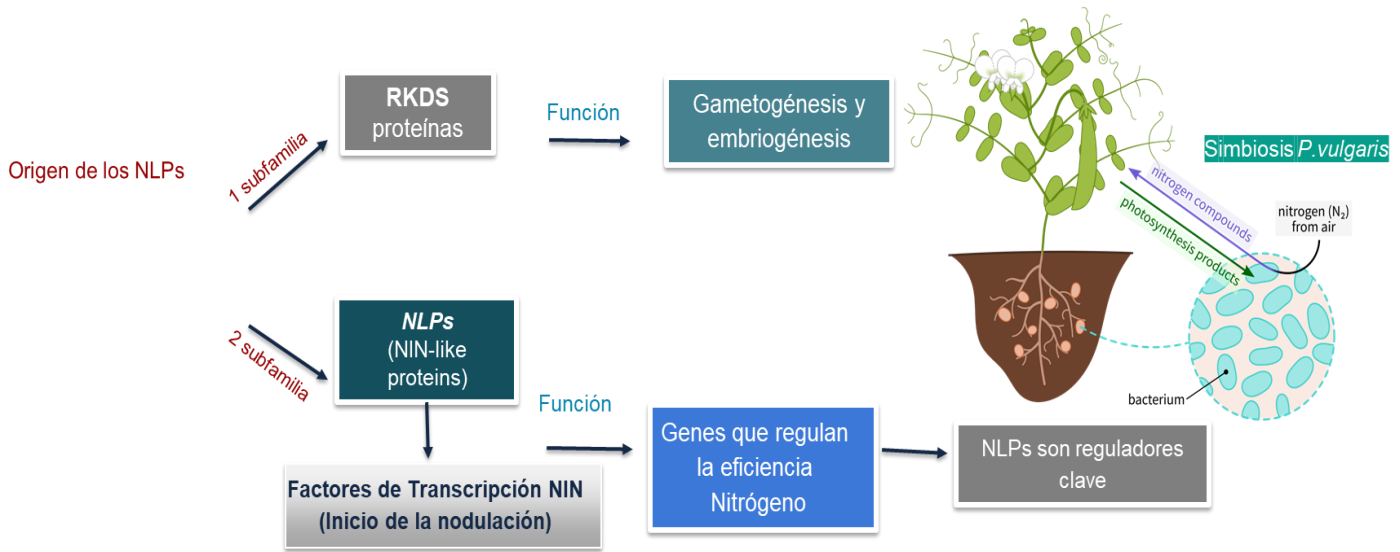 Origen de los NLPs
1 subfamilia
RKDS
proteínas
Función
Gametogénesis y
embriogénesis
2 subfamilia
NLPs
(NIN-like
proteins)
Factores de Transcripción NIN
(Inicio de la nodulación)
Función
Genes que regulan
la eficiencia
Nitrógeno
NLPs son reguladores
clave
Simbiosis P.vulgaris
nitrogen compounds
photosynthesis products
nitrogen (N₂)
from air
bacterium